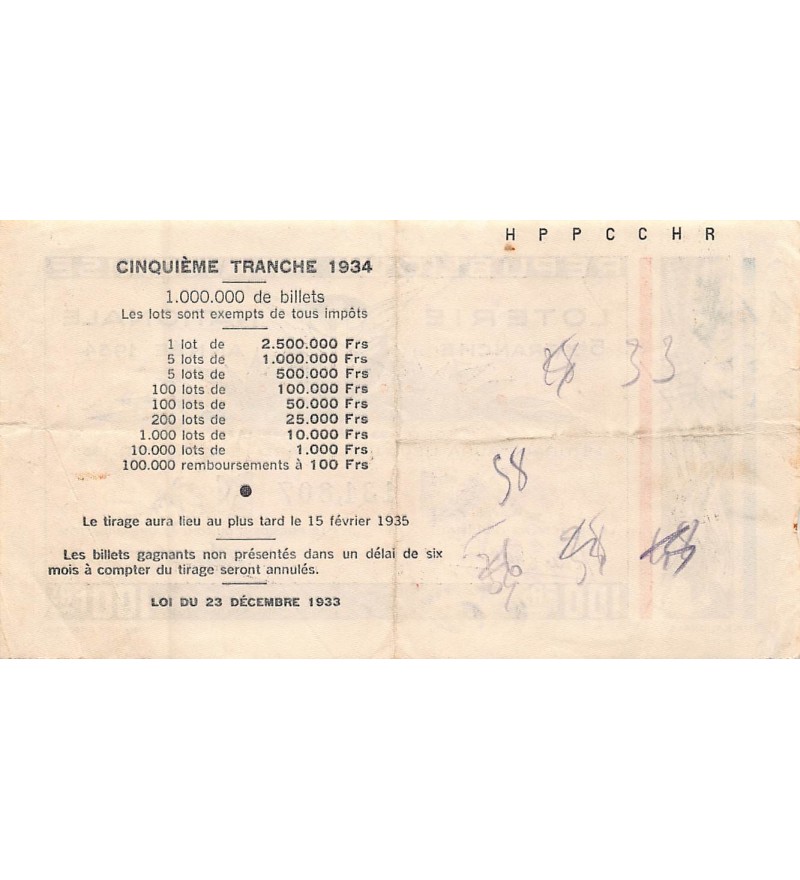 H P P C C H R
CINQUIÈME TRANCHE 1934
1.000.000 de billets
Les lots sont exempts de tous impôts
1 lot de 2.500.000 Frs
5 lots de 1.000.000 Frs
5 lots de 500.000 Frs
100 lots de 100.000 Frs
100 lots de 50.000 Frs
200 lots de 25.000 Frs
1.000 lots de 10.000 Frs
10.000 lots de 1.000 Frs
100.000 remboursements à 100 Frs
Le tirage aura lieu au plus tard le 15 février 1935
Les billets gagnants non présentés dans un délai de six
mois à compter du tirage seront annulés.
LOI DU 23 DÉCEMBRE 1933
33
58